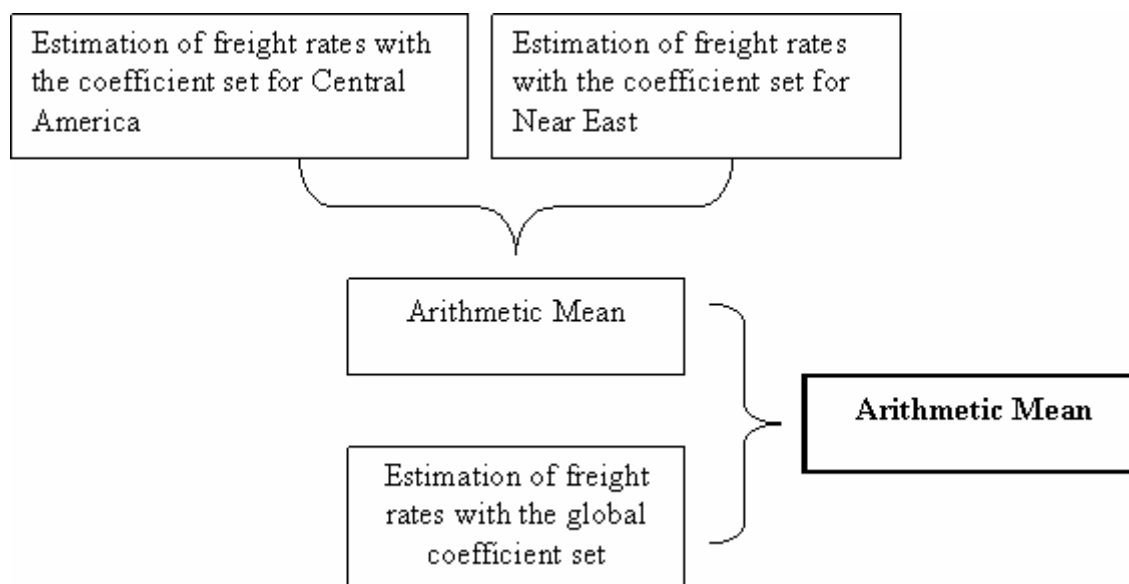 Estimation of freight rates with
the coefficient set for Central
America
Estimation of freight rates
with the coefficient set for
Near East
Arithmetic Mean
Arithmetic Mean
Estimation of freight
rates with the global
coefficient set